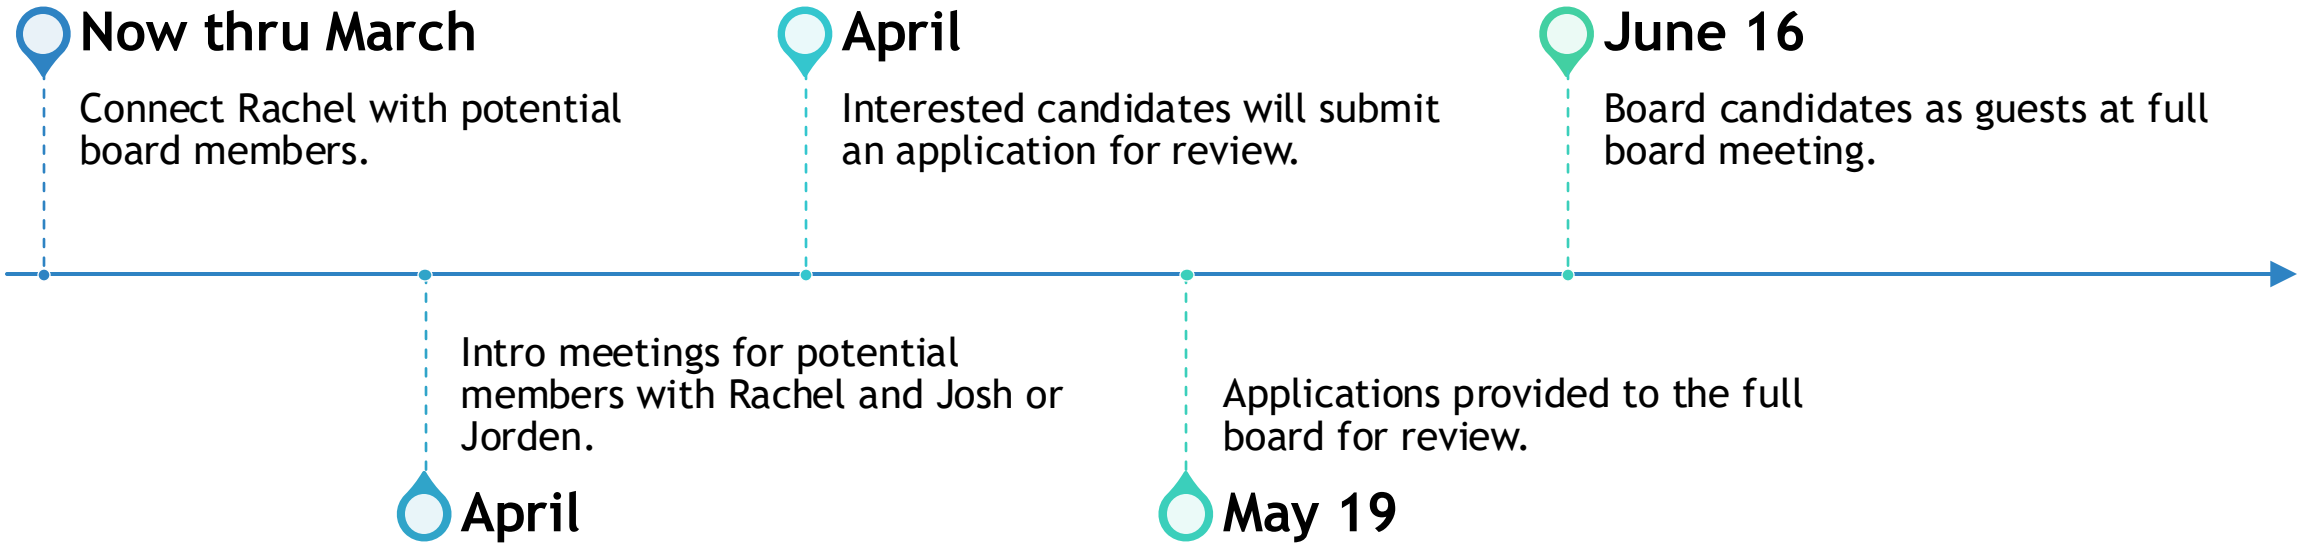 Now thru March
Connect Rachel with potential
board members.
April
Interested candidates will submit
an application for review.
June 16
Board candidates as guests at full
board meeting.
Intro meetings for potential
members with Rachel and Josh or
Jorden.
April
Applications provided to the full
board for review.
May 19